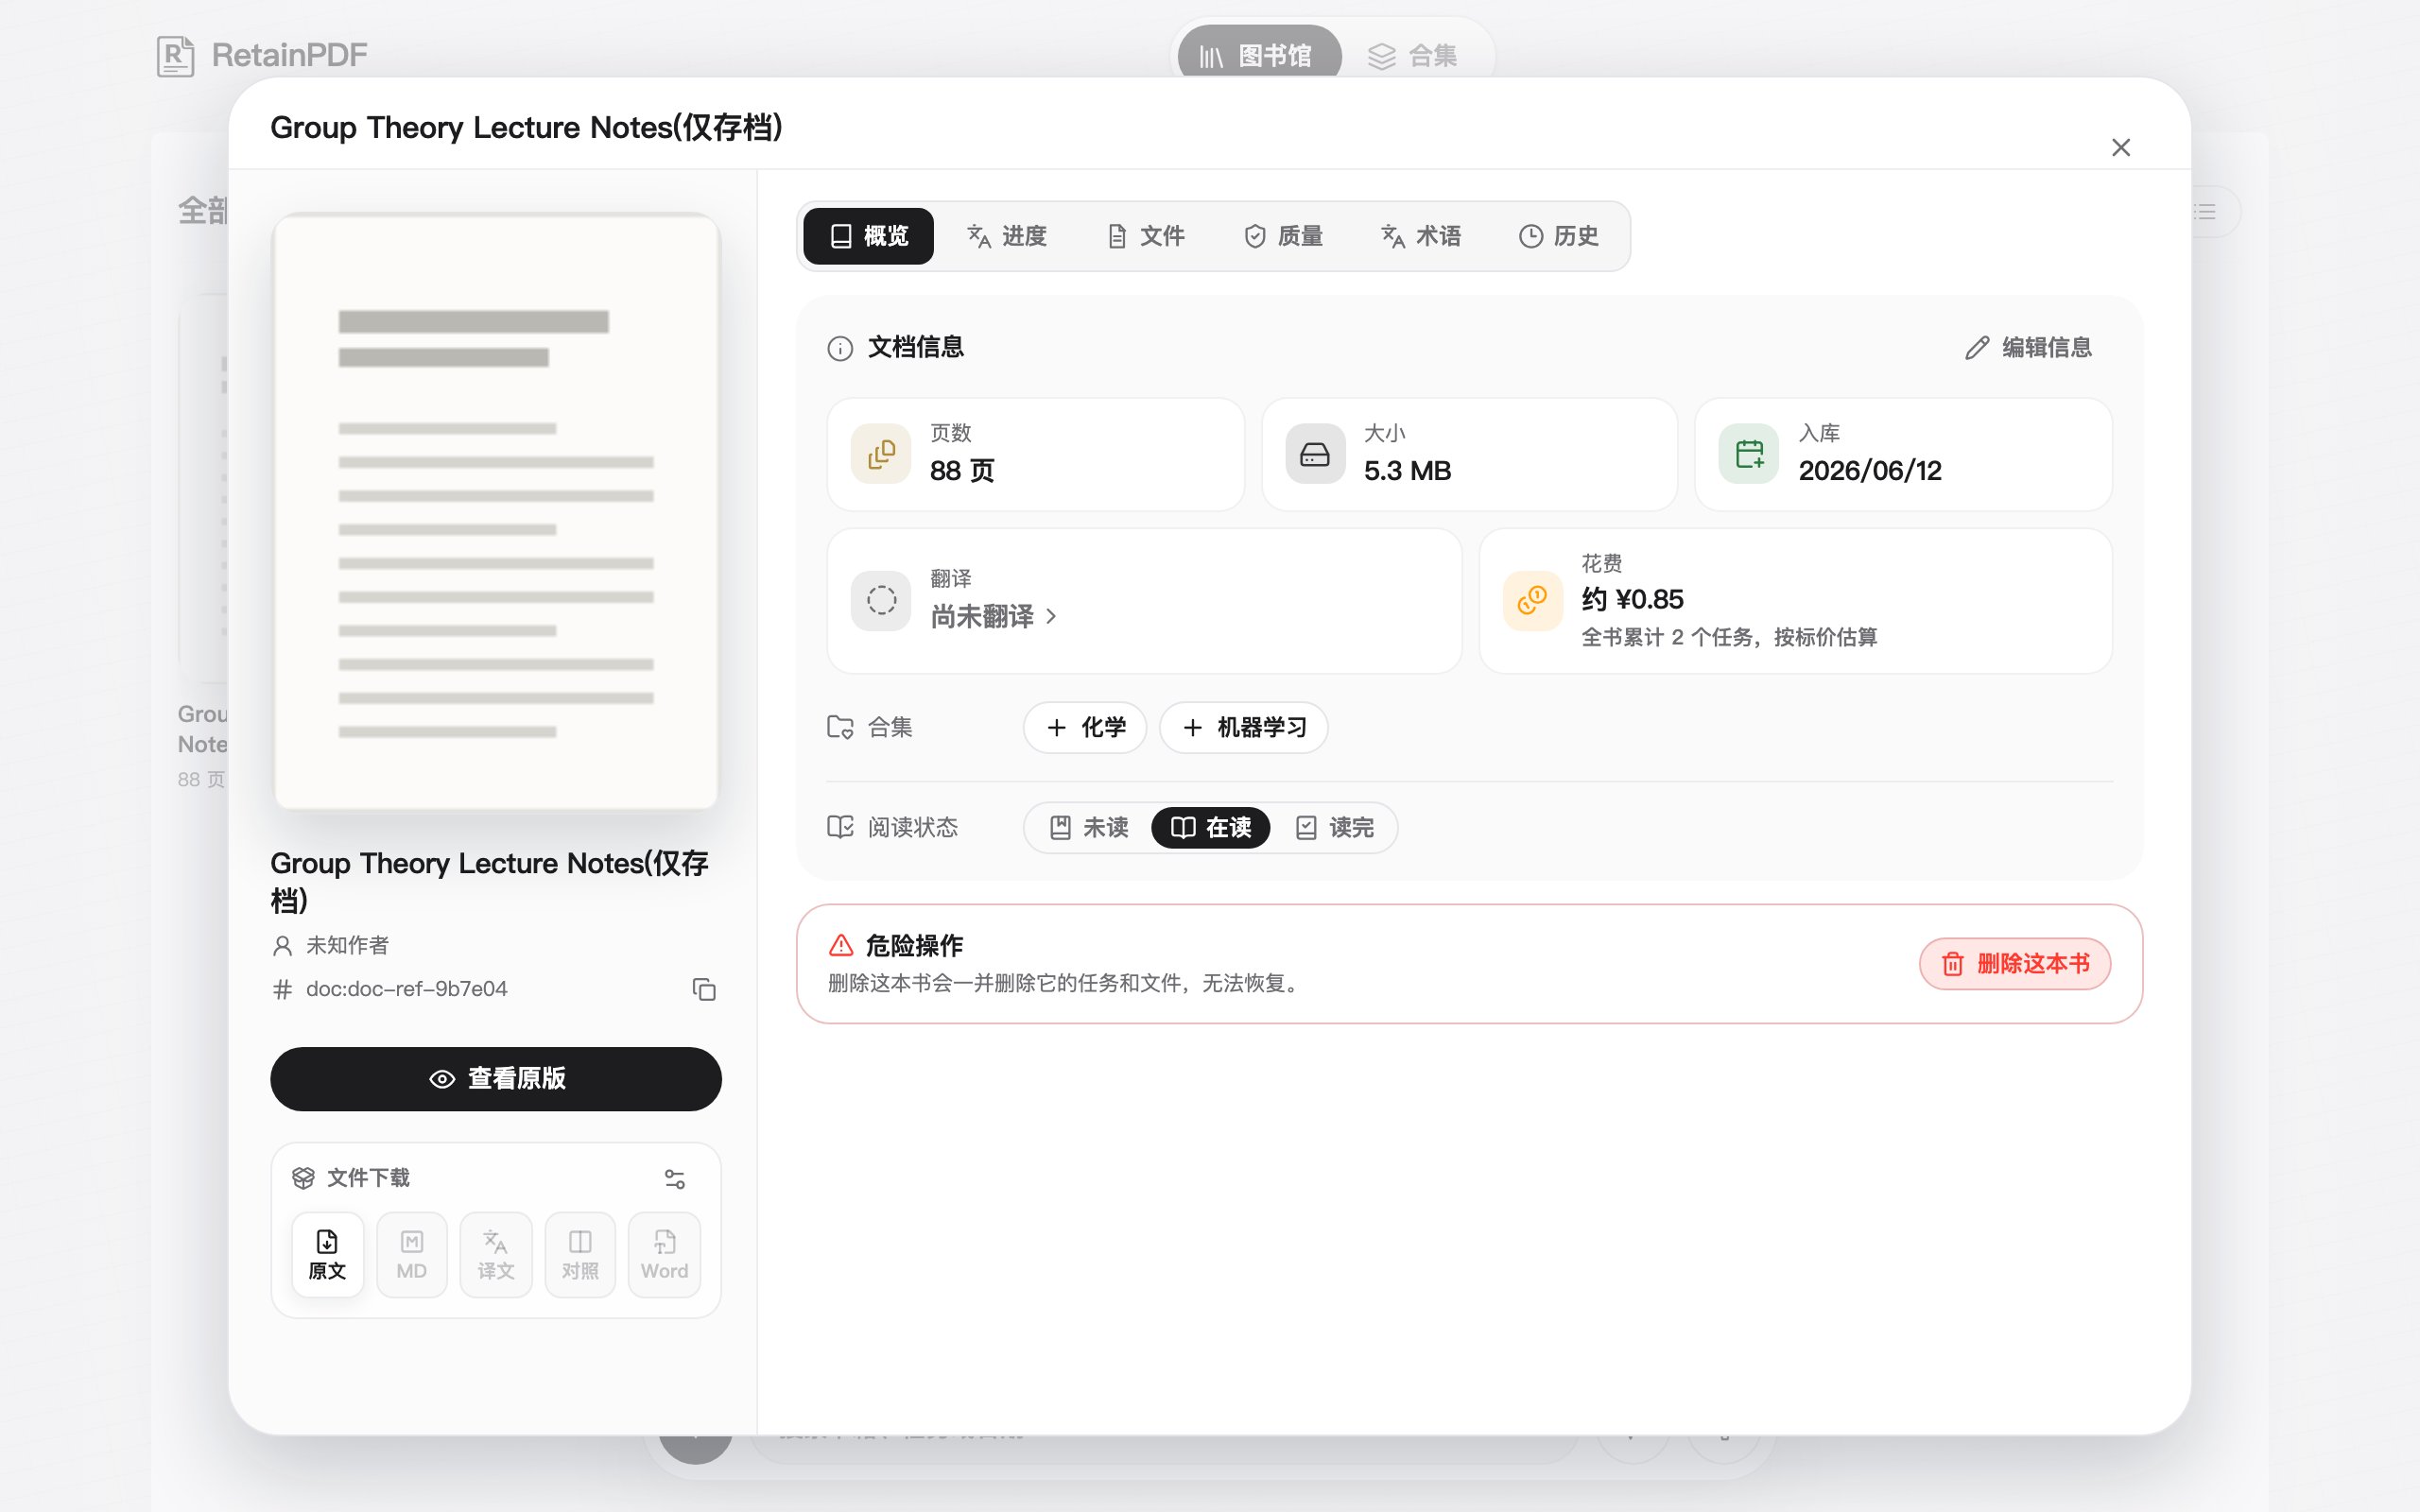 RetainPDF
图书馆
合集
Group Theory Lecture Notes(仅存档)
全部
概览
进度
文件
质量
术语
历史
文档信息
编辑信息
页数
88 页
大小
5.3 MB
入库
2026/06/12
翻译
尚未翻译
花费
约 ¥0.85
全书累计 2 个任务，按标价估算
合集
化学
机器学习
阅读状态
未读
在读
读完
危险操作
删除这本书会一并删除它的任务和文件，无法恢复。
删除这本书
Grou
Note
88 页
Group Theory Lecture Notes(仅存
档)
未知作者
doc:doc-ref-9b7e04
查看原版
文件下载
原文
MD
译文
对照
Word